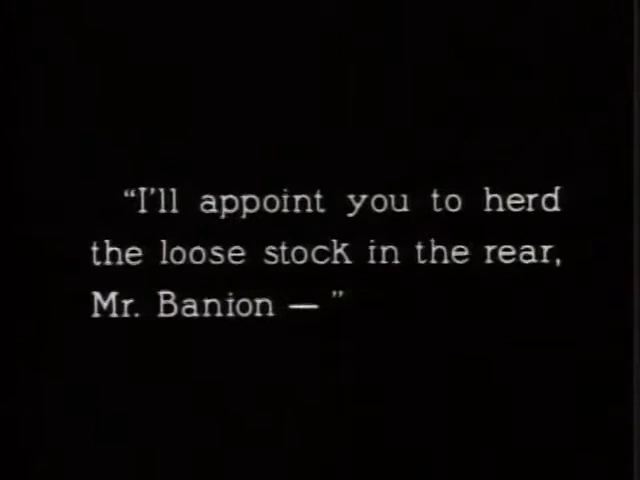 “I'll appoint you to herd
the loose stock in the rear,
Mr. Banion — ”